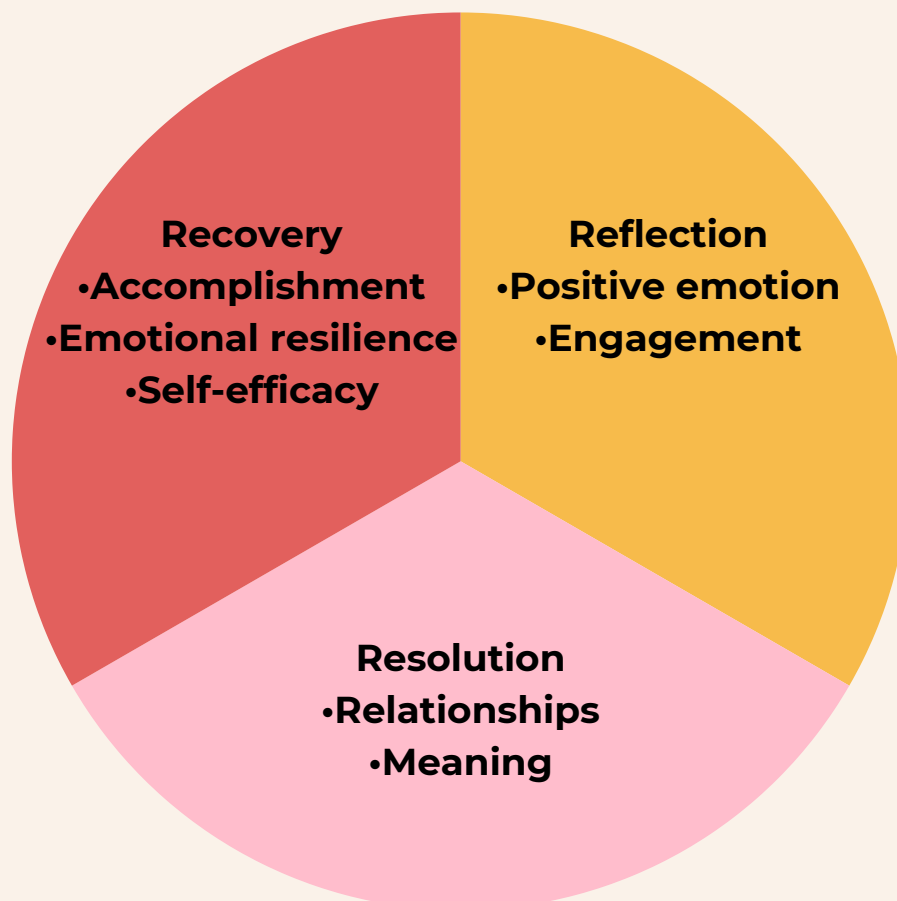 Recovery
•Accomplishment
•Emotional resilience
•Self-efficacy
Reflection
•Positive emotion
•Engagement
Resolution
•Relationships
•Meaning